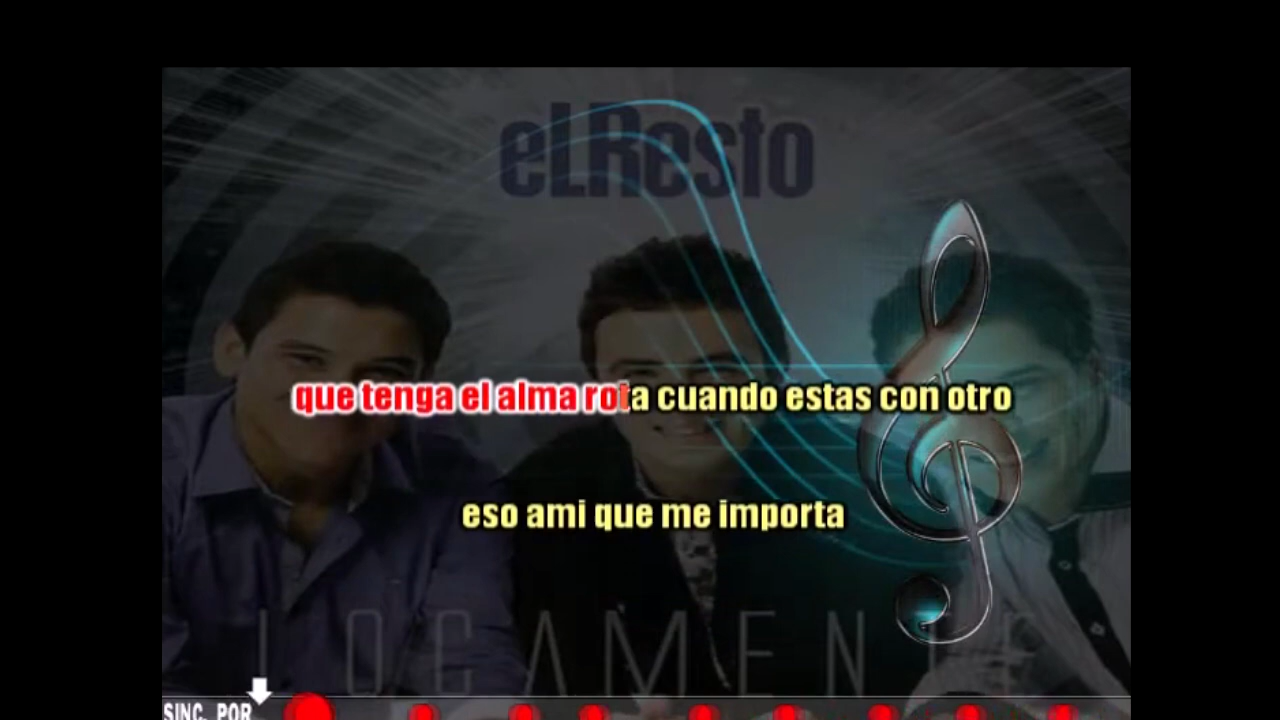 eLResto
que tenga el alma rota cuando estas con otro
eso ami que me importa
LOCAMENTE
SINC. POR